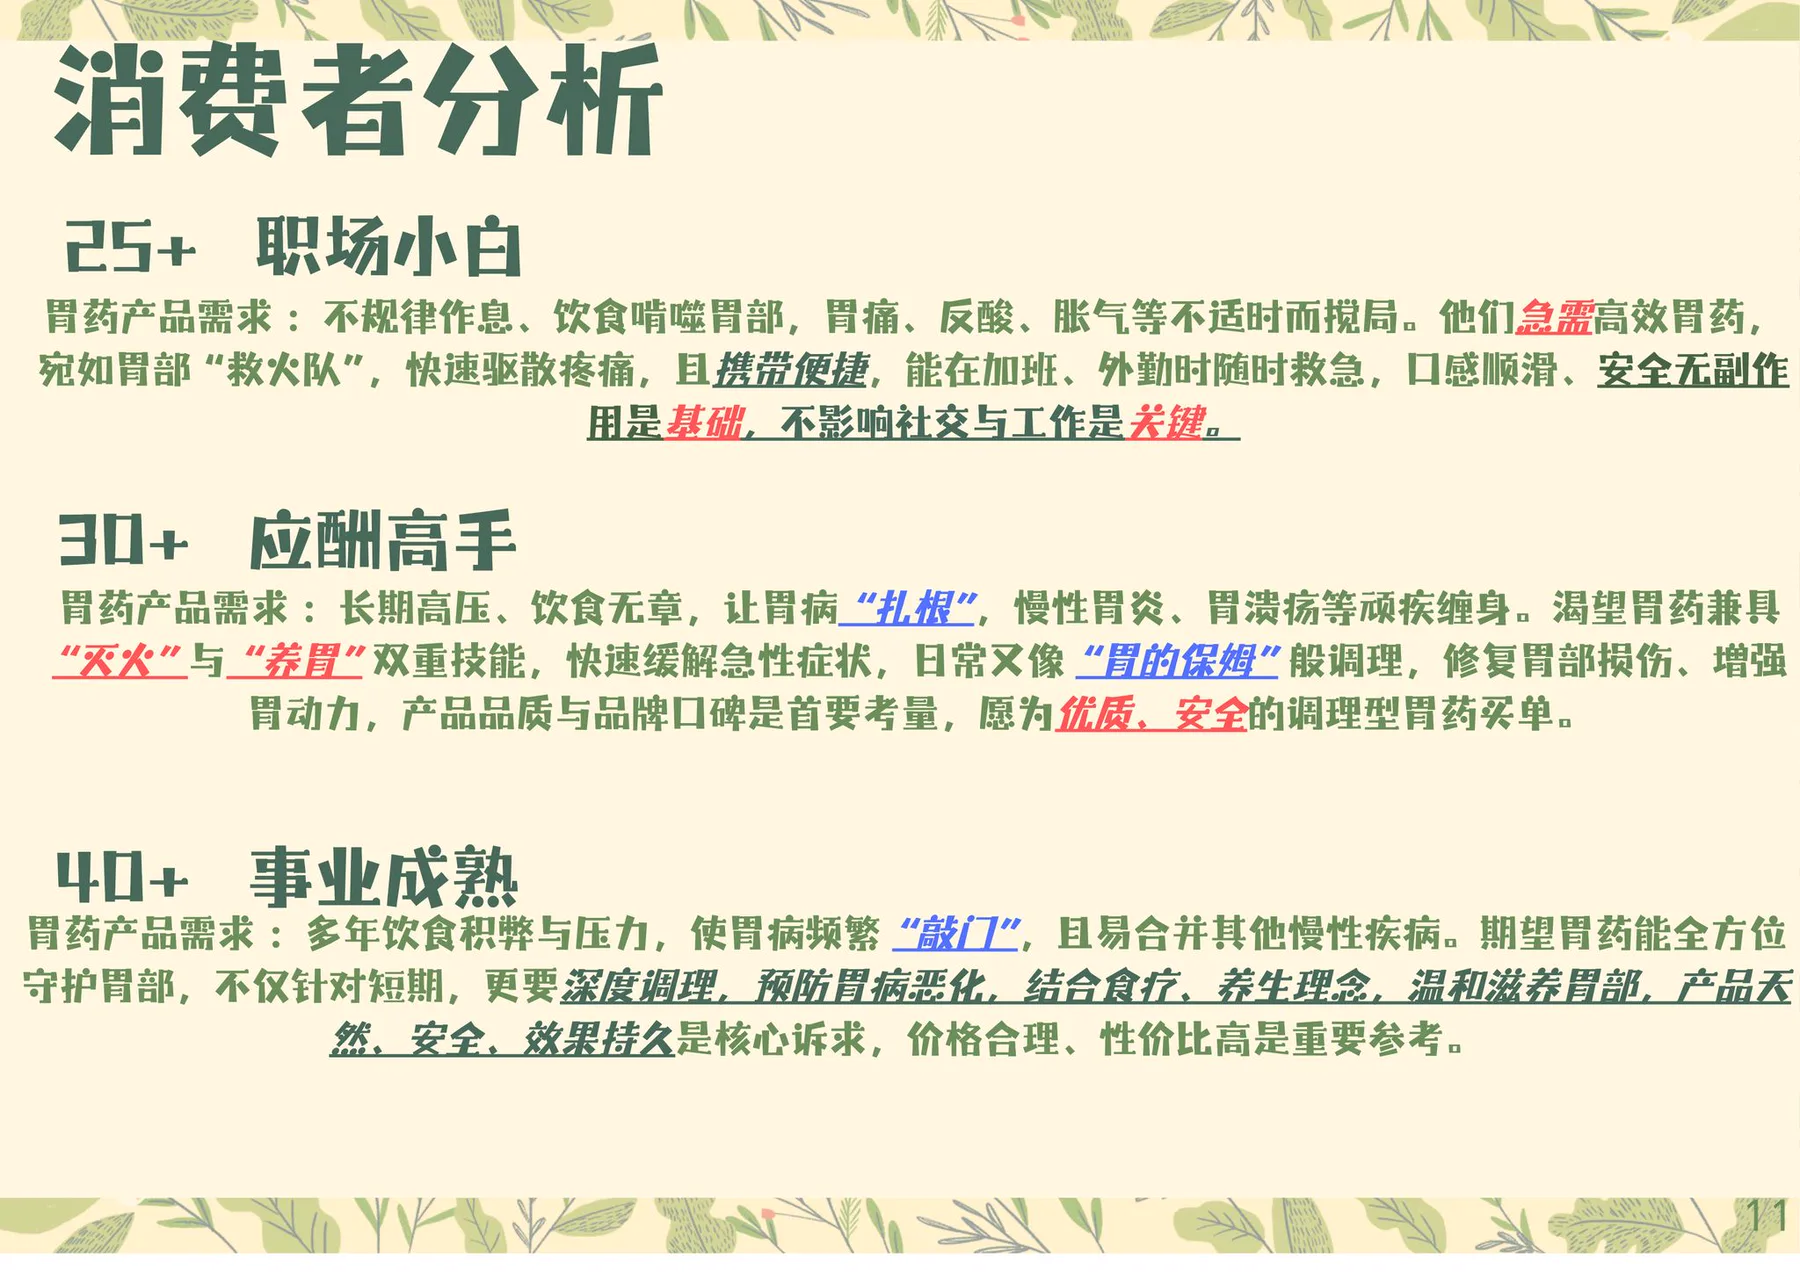 消费者分析
25+ 职场小白
胃药产品需求：不规律作息、饮食啃噬胃部，胃痛、反酸、胀气等不适时而搅局。他们急需高效胃药，
宛如胃部“救火队”，快速驱散疼痛，且携带便捷，能在加班、外勤时随时救急，口感顺滑、安全无副作
用是基础，不影响社交与工作是关键。
30+ 应酬高手
胃药产品需求：长期高压、饮食无章，让胃病“扎根”，慢性胃炎、胃溃疡等顽疾缠身。渴望胃药兼具
“灭火”与“养胃”双重技能，快速缓解急性症状，日常又像“胃的保姆”般调理，修复胃部损伤、增强
胃动力，产品品质与品牌口碑是首要考量，愿为优质、安全的调理型胃药买单。
40+ 事业成熟
胃药产品需求：多年饮食积弊与压力，使胃病频繁“敲门”，且易合并其他慢性疾病。期望胃药能全方位
守护胃部，不仅针对短期，更要深度调理，预防胃病恶化，结合食疗、养生理念，温和滋养胃部，产品天
然、安全、效果持久是核心诉求，价格合理、性价比高是重要参考。
11